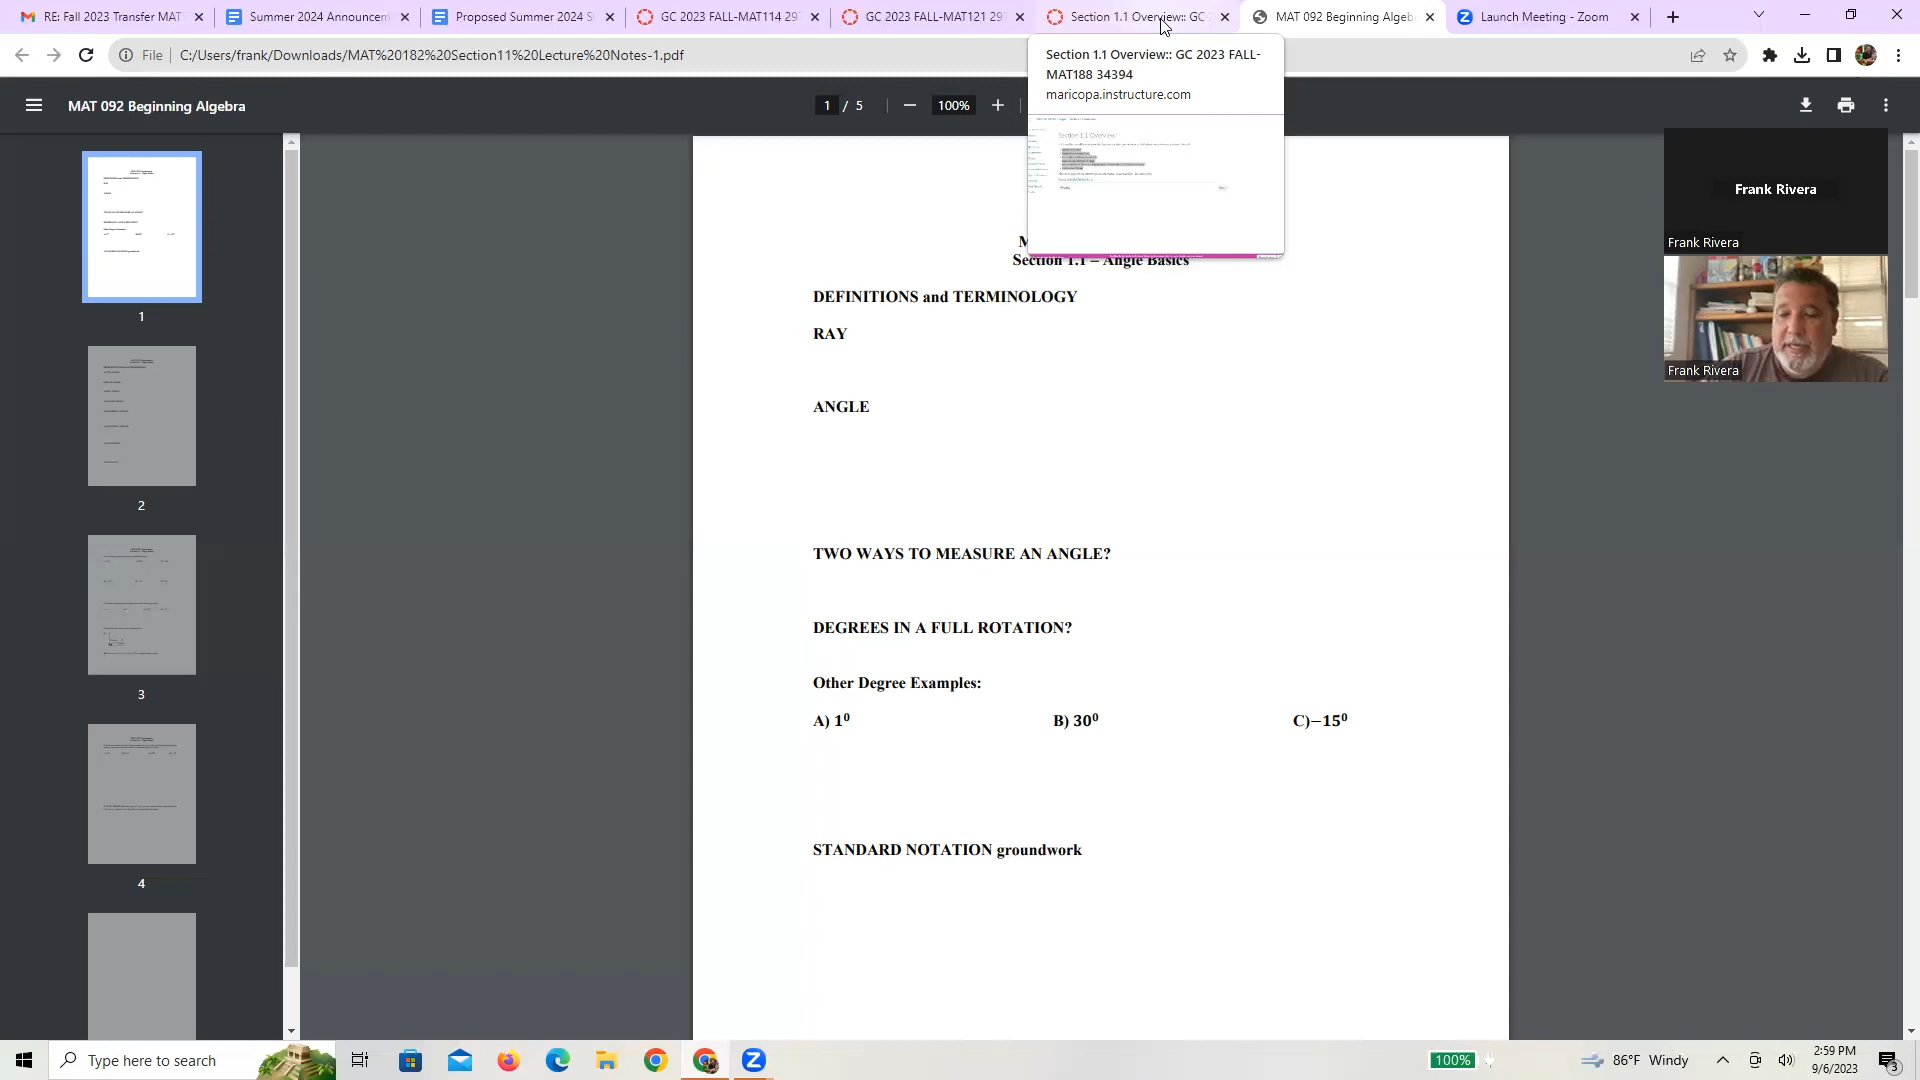 RE: Fall 2023 Transfer MAT
Summer 2024 Announcem
Proposed Summer 2024 S
GC 2023 FALL-MAT114 297
GC 2023 FALL-MAT121 297
Section 1.1 Overview:: GC
MAT 092 Beginning Algeb
Launch Meeting - Zoom
File
C:/Users/frank/Downloads/MAT%20182%20Section11%20Lecture%20Notes-1.pdf
Section 1.1 Overview:: GC 2023 FALL-
MAT188 34394
maricopa.instructure.com
MAT 092 Beginning Algebra
1 / 5
100%
Section 1.1 Overview
M
Section 1.1 – Angle Basics
DEFINITIONS and TERMINOLOGY
RAY
ANGLE
TWO WAYS TO MEASURE AN ANGLE?
DEGREES IN A FULL ROTATION?
Other Degree Examples:
A) 1⁰ B) 30⁰ C)−15⁰
STANDARD NOTATION groundwork
1
2
3
4
Frank Rivera
Frank Rivera
Frank Rivera
Type here to search
100%
86°F Windy
2:59 PM
9/6/2023
3